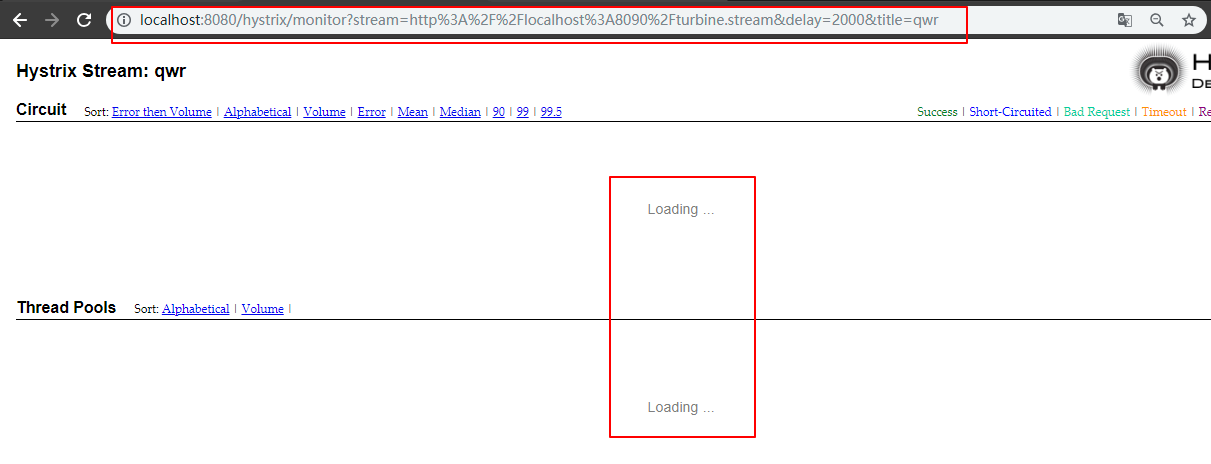 localhost:8080/hystrix/monitor?stream=http%3A%2F%2Flocalhost%3A8090%2Fturbine.stream&delay=2000&title=qwr
Hystrix Stream: qwr
Circuit Sort: Error then Volume | Alphabetical | Volume | Error | Mean | Median | 90 | 99 | 99.5 Success | Short-Circuited | Bad Request | Timeout |
Loading ...
Thread Pools Sort: Alphabetical | Volume |
Loading ...